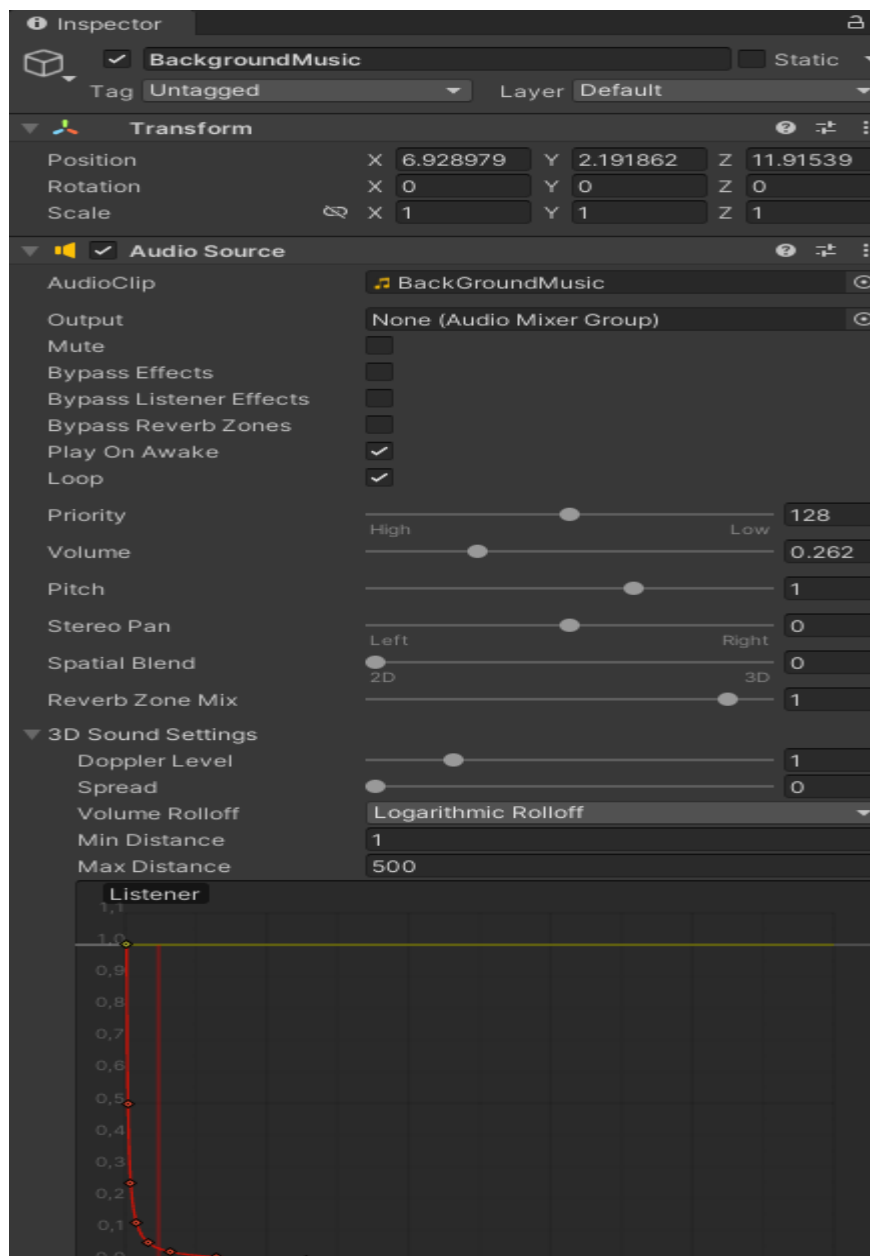 Inspector
BackgroundMusic Static
Tag Untagged Layer Default
Transform
Position X 6.928979 Y 2.191862 Z 11.91539
Rotation X 0 Y 0 Z 0
Scale X 1 Y 1 Z 1
Audio Source
AudioClip BackGroundMusic
Output None (Audio Mixer Group)
Mute
Bypass Effects
Bypass Listener Effects
Bypass Reverb Zones
Play On Awake
Loop
Priority 128
High Low
Volume 0.262
Pitch 1
Stereo Pan 0
Left Right
Spatial Blend 0
2D 3D
Reverb Zone Mix 1
3D Sound Settings
Doppler Level 1
Spread 0
Volume Rolloff Logarithmic Rolloff
Min Distance 1
Max Distance 500
Listener
1,1
1,0
0,9
0,8
0,7
0,6
0,5
0,4
0,3
0,2
0,1
0,0